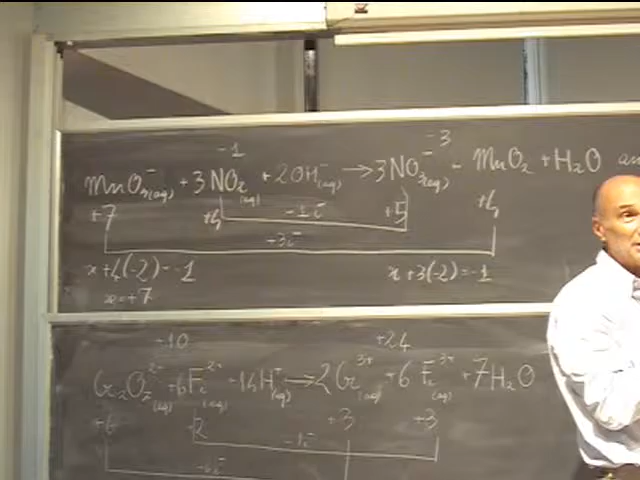 -1 -3
MnO4(aq)⁻ + 3NO2(aq) + 2OH⁻(aq) → 3NO3(aq)⁻ - MnO2 + H2O
+7 +4 -1e⁻ +5 +4
+3e⁻
x+4(-2)=-1 x+3(-2)=-1
x=+7
-10 +24
Cr2O7²⁻(aq) +6Fe²⁺(aq) -14H⁺(aq) → 2Cr³⁺(aq) +6Fe³⁺(aq) +7H2O
+6 +2 +3 +3
-1e⁻